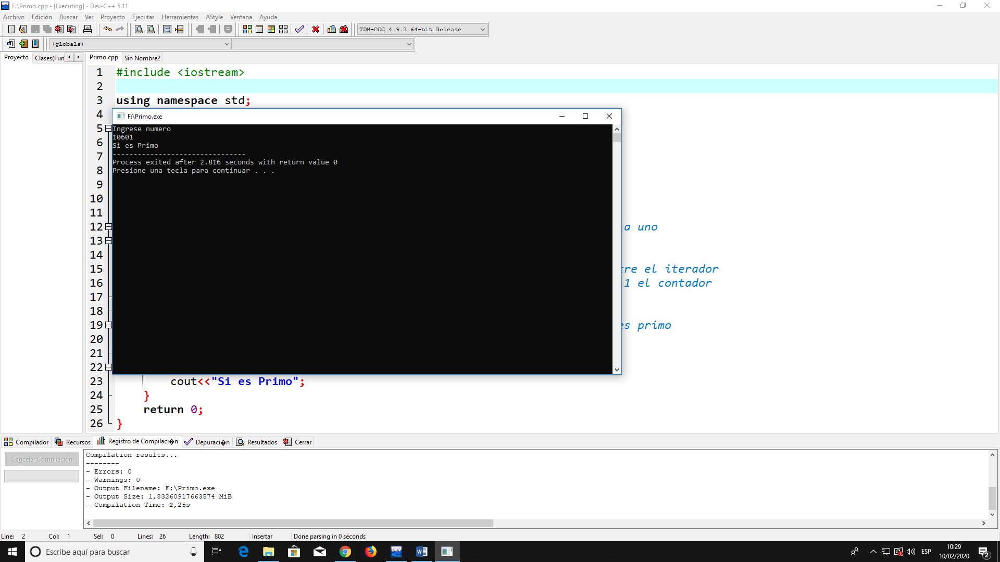 F:\Primo.cpp - [Executing] - Dev-C++ 5.11
Archivo Edición Buscar Ver Proyecto Ejecutar Herramientas AStyle Ventana Ayuda
TDM-GCC 4.9.2 64-bit Release
(globals)
Proyecto Clases(Fun
Primo.cpp Sin Nombre2
1 #include <iostream>
2
3 using namespace std;
4
F:\Primo.exe
5
Ingrese numero
10601
6
Si es Primo
--------------------------------
7
Process exited after 2.816 seconds with return value 0
8
Presione una tecla para continuar . . .
9
10
11
12 a uno
13
14
15 tre el iterador
16 1 el contador
17
18
19 es primo
20
21
22
23 cout<<"Si es Primo";
24 }
25 return 0;
26 }
Compilador Recursos Registro de Compilaci�n Depuraci�n Resultados Cerrar
Cancelar Compilación
Compilation results...
--------
- Errors: 0
- Warnings: 0
- Output Filename: F:\Primo.exe
- Output Size: 1,83260917663574 MiB
- Compilation Time: 2,25s
Line: 2 Col: 1 Sel: 0 Lines: 26 Length: 802 Insertar Done parsing in 0 seconds
Escribe aquí para buscar
DEV
ESP
10:29
10/02/2020
2